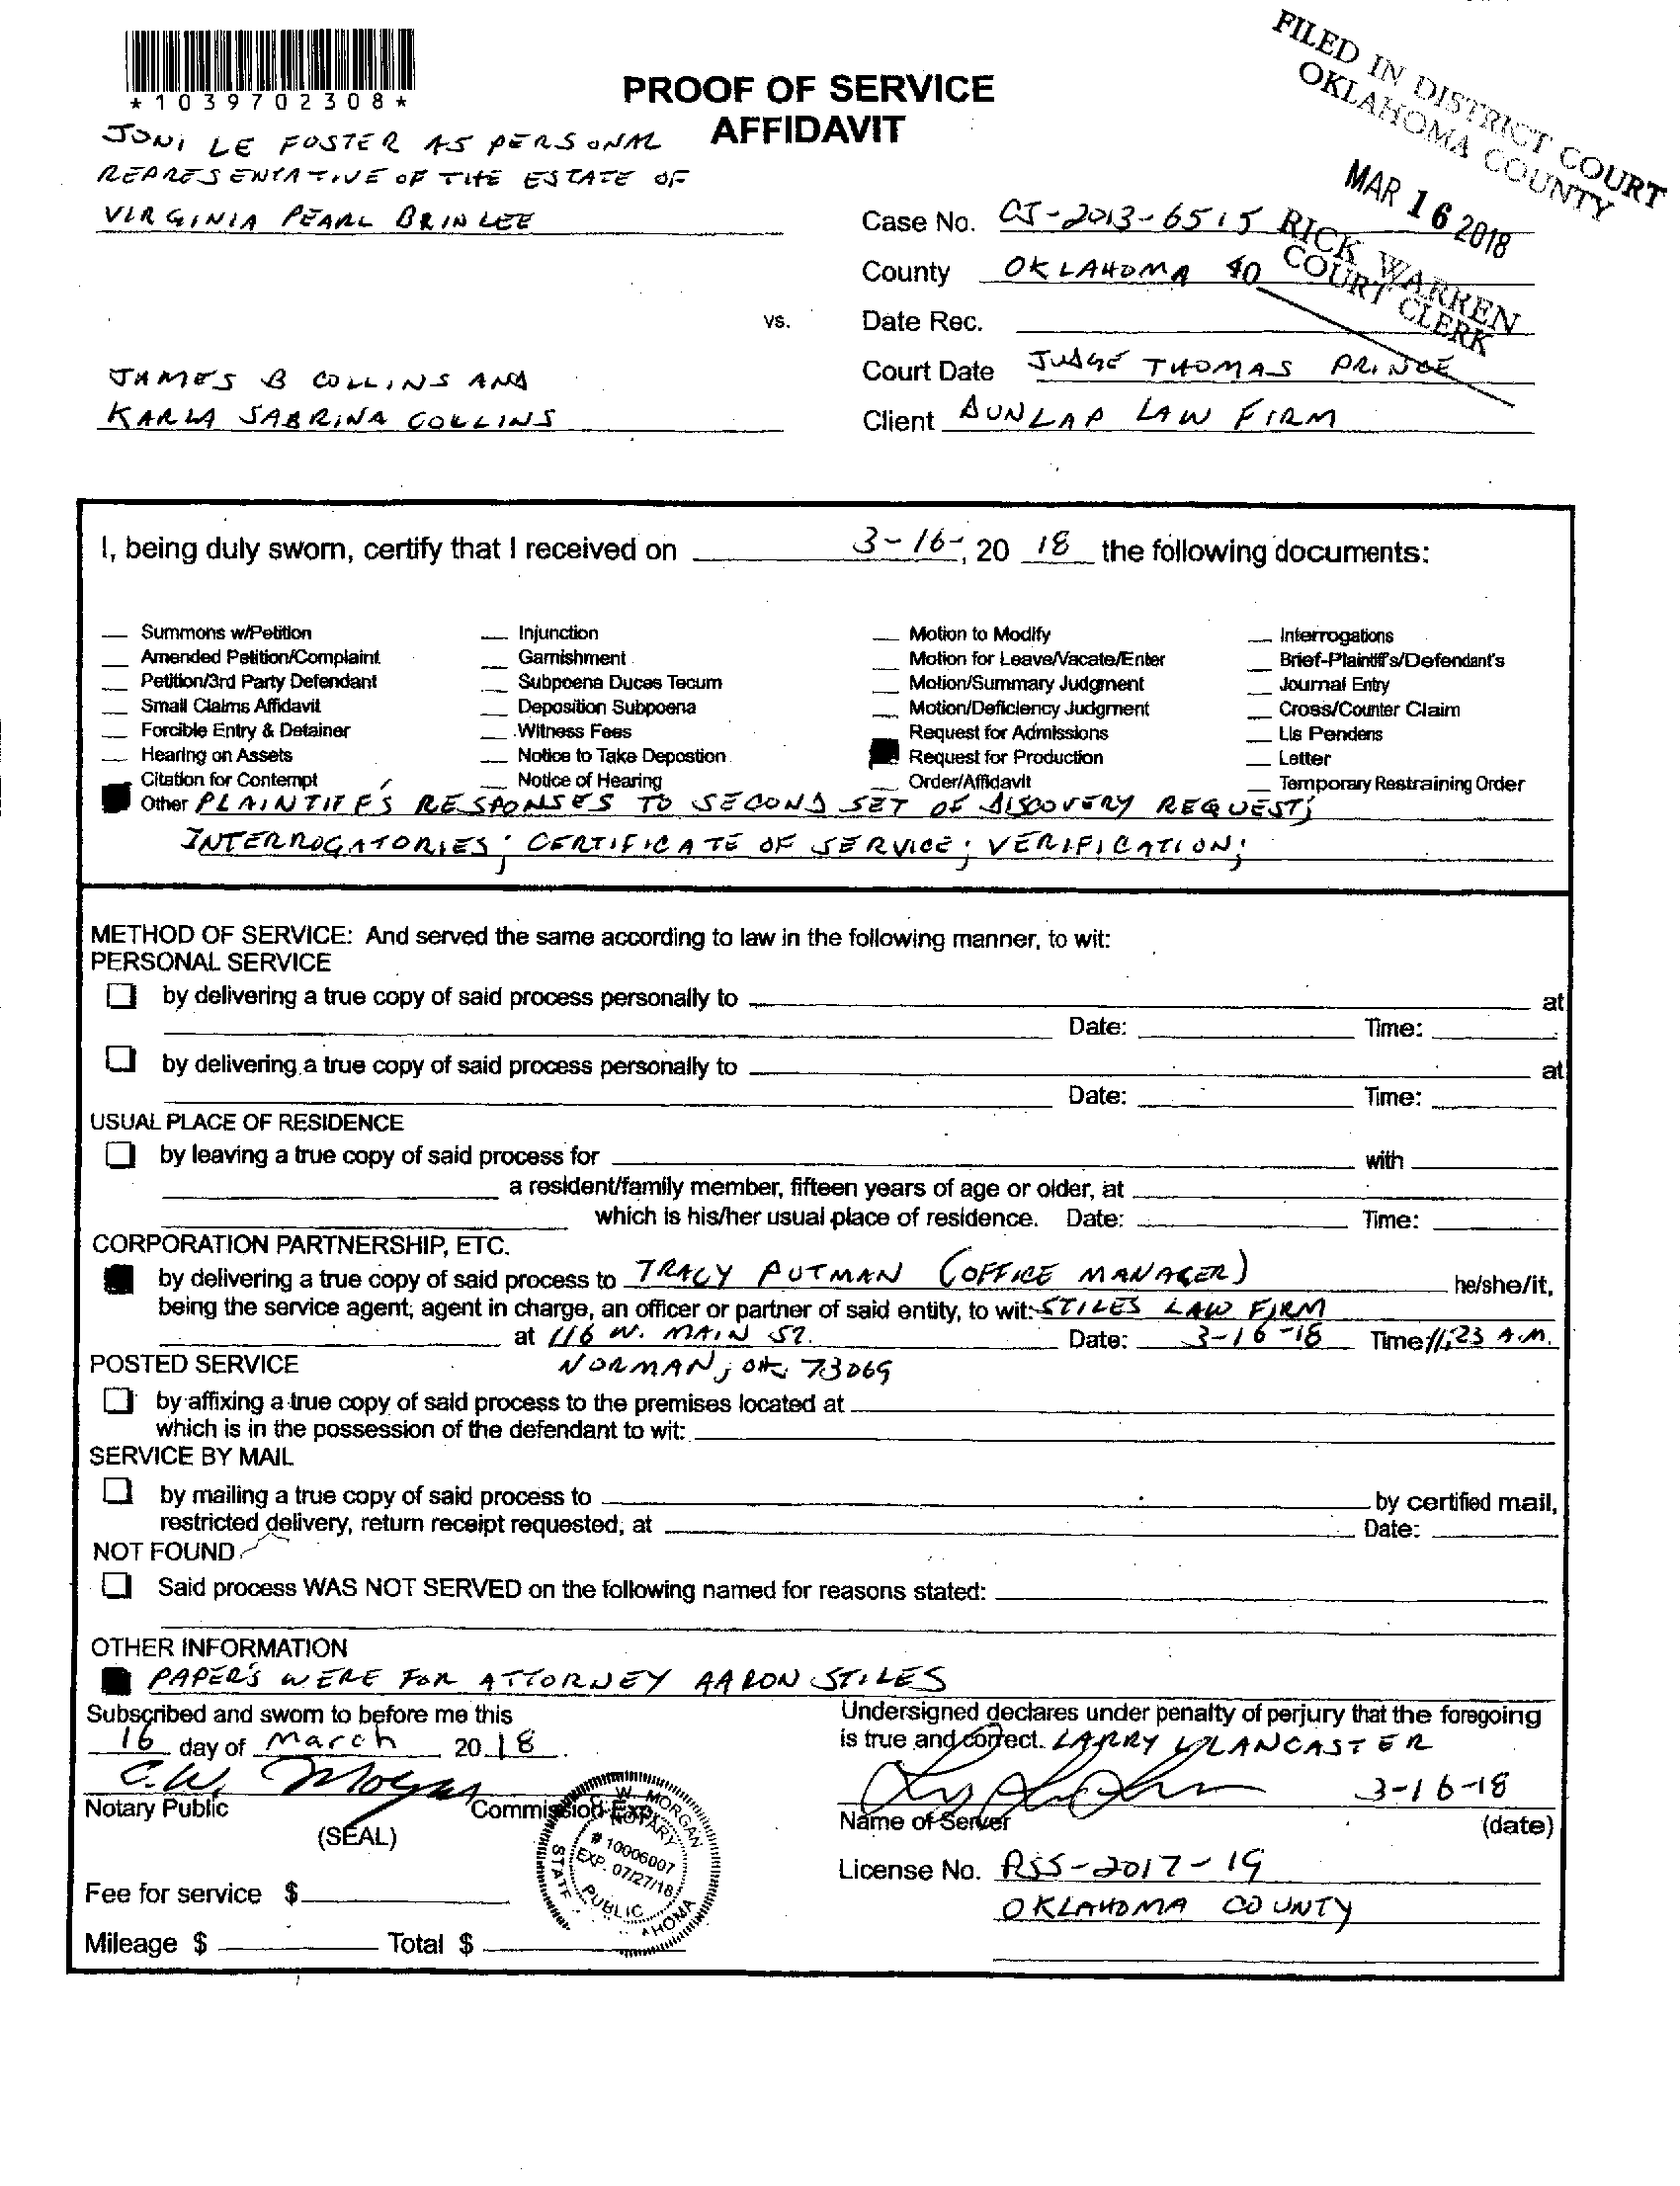 *1039702308*
PROOF OF SERVICE
AFFIDAVIT
FILED IN DISTRICT COURT
OKLAHOMA COUNTY
MAR 16 2018
RICK WARREN
COURT CLERK
40
JONI LE FOSTER AS PERSONAL
REPRESENTATIVE OF THE ESTATE OF
VIRGINIA PEARL BRINLEE
vs.
JAMES B COLLINS AND
KARLA SABRINA COLLINS
Case No. CJ-2013-6515
County OKLAHOMA
Date Rec.
Court Date JUDGE THOMAS PRINCE
Client DUNLAP LAW FIRM
I, being duly sworn, certify that I received on 3-16-, 20 18 the following documents:
Summons w/Petition Injunction Motion to Modify Interrogations
Amended Petition/Complaint Garnishment Motion for Leave/Vacate/Enter Brief-Plaintiff's/Defendant's
Petition/3rd Party Defendant Subpoena Duces Tecum Motion/Summary Judgment Journal Entry
Small Claims Affidavit Deposition Subpoena Motion/Deficiency Judgment Cross/Counter Claim
Forcible Entry & Detainer Witness Fees Request for Admissions Lis Pendens
Hearing on Assets Notice to Take Depostion Request for Production Letter
Citation for Contempt Notice of Hearing Order/Affidavit Temporary Restraining Order
Other PLAINTIFFS RESPONSES TO SECOND SET OF DISCOVERY REQUEST;
INTERROGATORIES; CERTIFICATE OF SERVICE; VERIFICATION;
METHOD OF SERVICE: And served the same according to law in the following manner, to wit:
PERSONAL SERVICE
by delivering a true copy of said process personally to at
Date: Time:
by delivering a true copy of said process personally to at
Date: Time:
USUAL PLACE OF RESIDENCE
by leaving a true copy of said process for with
a resident/family member, fifteen years of age or older, at
which is his/her usual place of residence. Date: Time:
CORPORATION PARTNERSHIP, ETC.
by delivering a true copy of said process to TRACY PUTMAN (OFFICE MANAGER) he/she/it,
being the service agent, agent in charge, an officer or partner of said entity, to wit: STILES LAW FIRM
at 116 W. MAIN ST. Date: 3-16-18 Time: 11:23 A.M.
NORMAN, OK 73069
POSTED SERVICE
by affixing a true copy of said process to the premises located at
which is in the possession of the defendant to wit:
SERVICE BY MAIL
by mailing a true copy of said process to by certified mail,
restricted delivery, return receipt requested, at Date:
NOT FOUND
Said process WAS NOT SERVED on the following named for reasons stated:
OTHER INFORMATION
PAPER'S WERE FOR ATTORNEY AARON STILES
Subscribed and sworn to before me this
16 day of March 20 18.
C.W. Morgan
Notary Public Commission Exp.
(SEAL)
W. MORGAN
NOTARY
# 10006007
EXP. 07/27/18
PUBLIC
STATE
Fee for service $
Mileage $ Total $
Undersigned declares under penalty of perjury that the foregoing
is true and correct. LARRY LANCASTER
3-16-18
Name of Server (date)
License No. PSS-2017-19
OKLAHOMA COUNTY